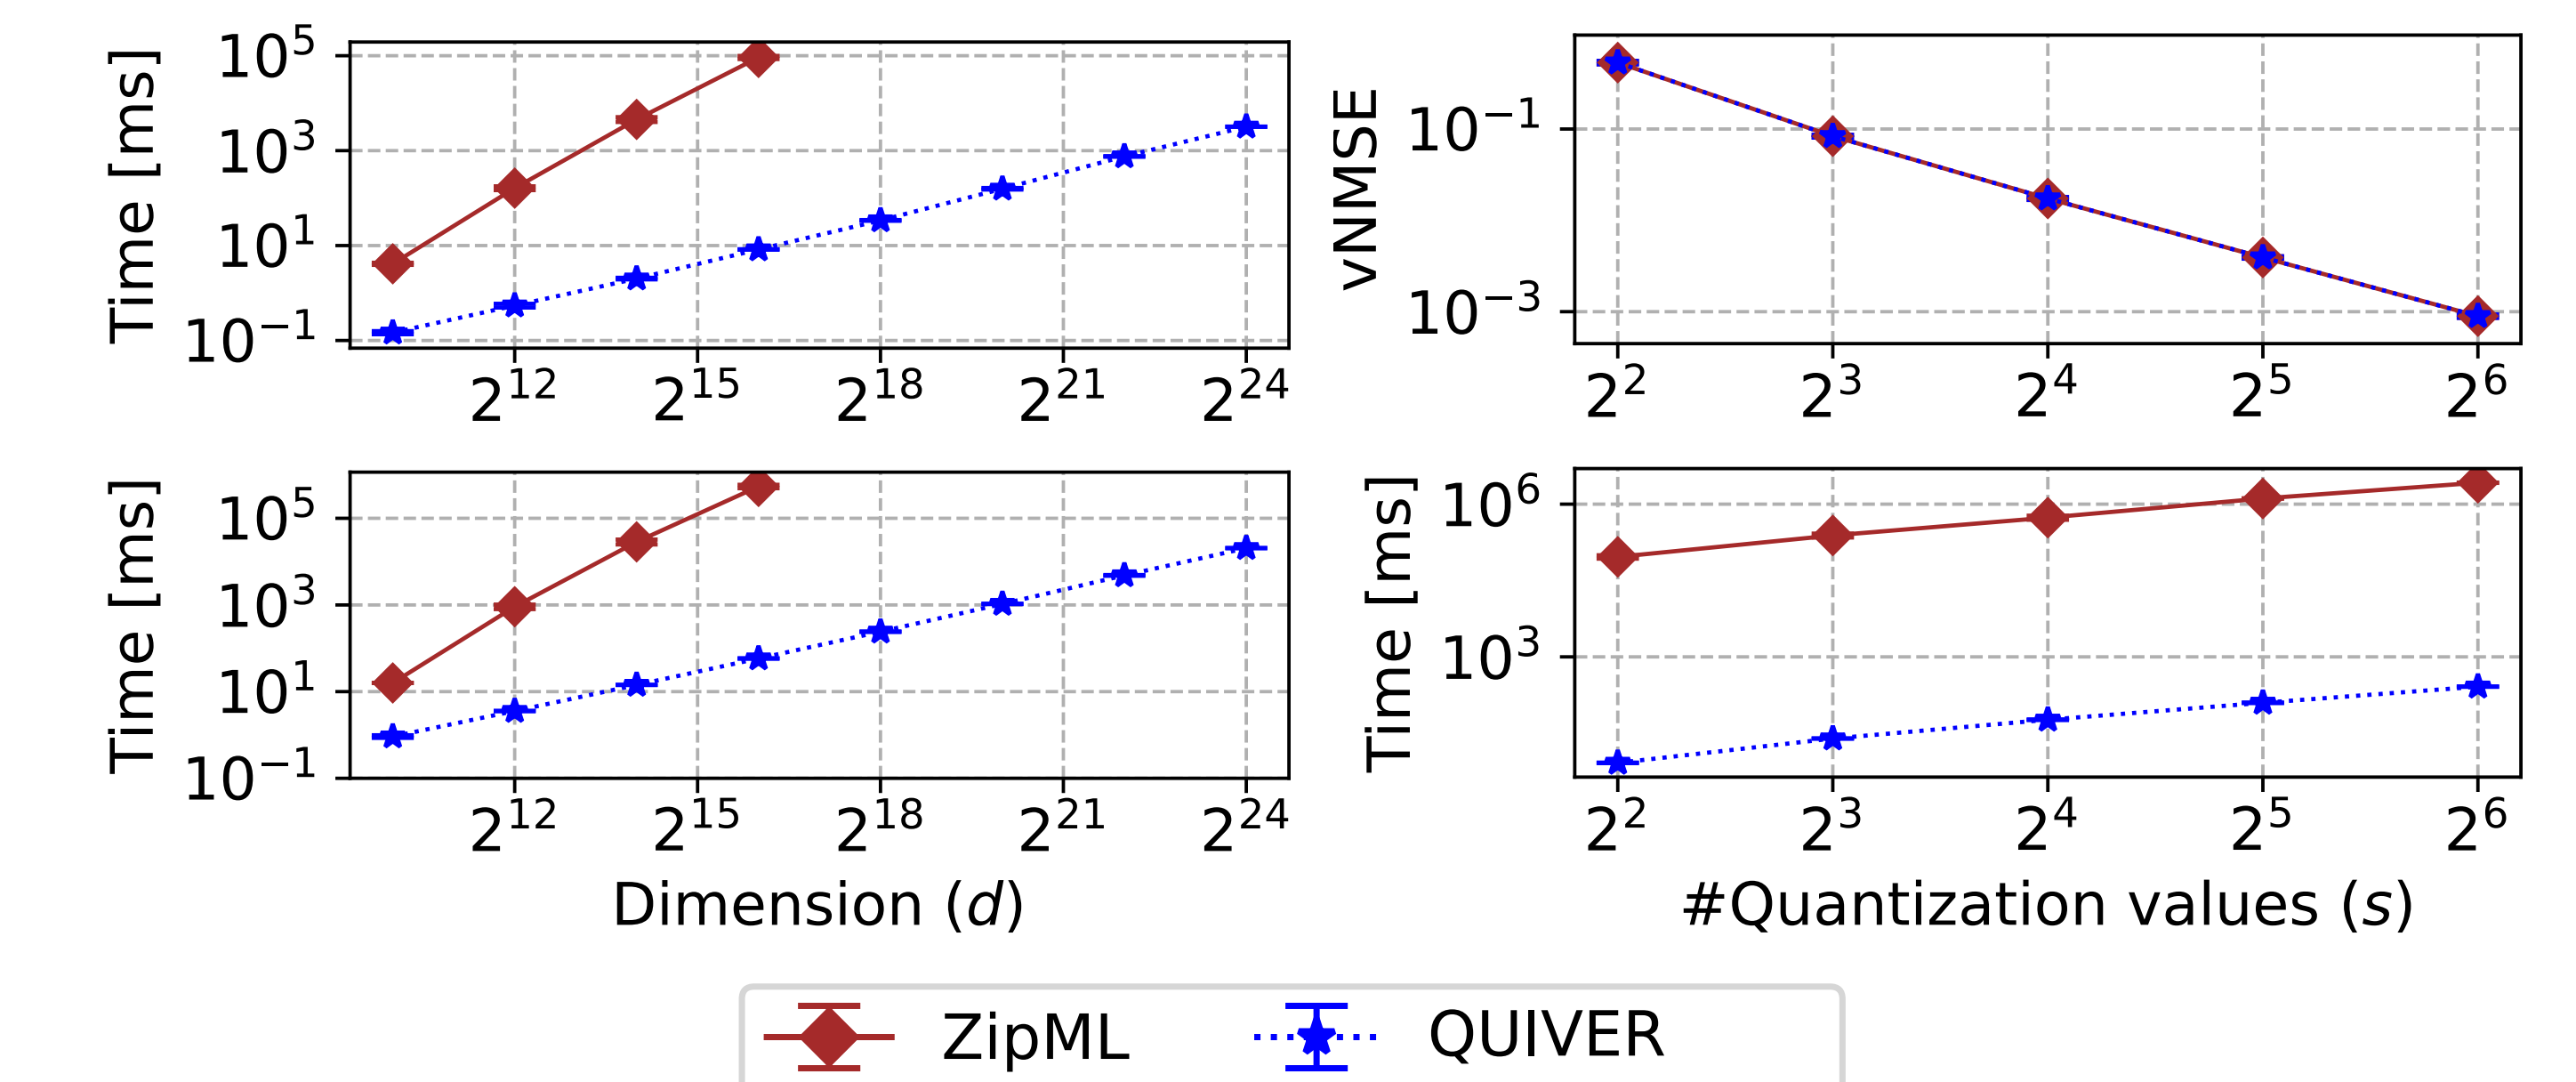 Time [ms]
10^5
10^3
10^1
10^−1
2^12 2^15 2^18 2^21 2^24
vNMSE
10^−1
10^−3
2^2 2^3 2^4 2^5 2^6
Time [ms]
10^5
10^3
10^1
10^−1
2^12 2^15 2^18 2^21 2^24
Dimension (d)
Time [ms]
10^6
10^3
2^2 2^3 2^4 2^5 2^6
#Quantization values (s)
ZipML QUIVER